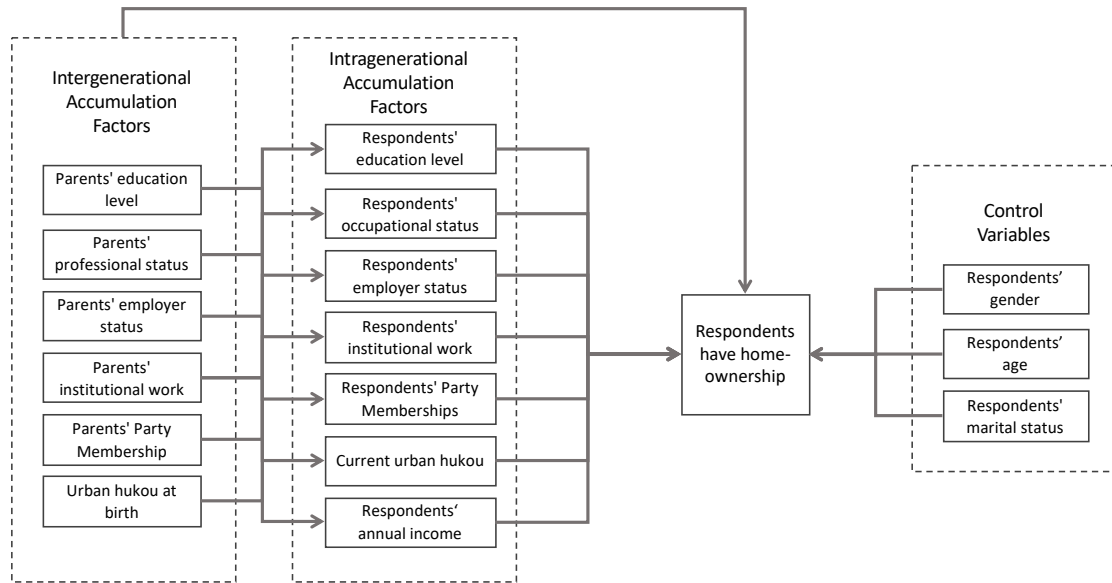 Intergenerational
Accumulation
Factors
Parents' education
level
Parents'
professional status
Parents' employer
status
Parents'
institutional work
Parents' Party
Membership
Urban hukou at
birth
Intragenerational
Accumulation
Factors
Respondents'
education level
Respondents'
occupational status
Respondents'
employer status
Respondents'
institutional work
Respondents' Party
Memberships
Current urban hukou
Respondents‘
annual income
Respondents
have home-
ownership
Control
Variables
Respondents’
gender
Respondents’
age
Respondents'
marital status